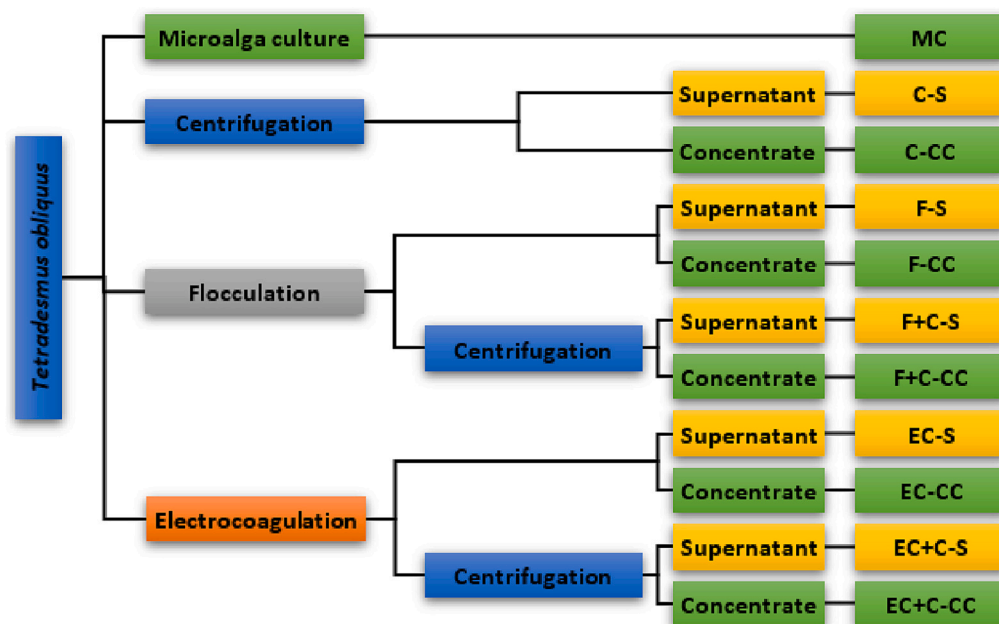 Tetradesmus obliquus
Microalga culture
MC
Centrifugation
Supernatant
C-S
Concentrate
C-CC
Flocculation
Supernatant
F-S
Concentrate
F-CC
Centrifugation
Supernatant
F+C-S
Concentrate
F+C-CC
Electrocoagulation
Supernatant
EC-S
Concentrate
EC-CC
Centrifugation
Supernatant
EC+C-S
Concentrate
EC+C-CC